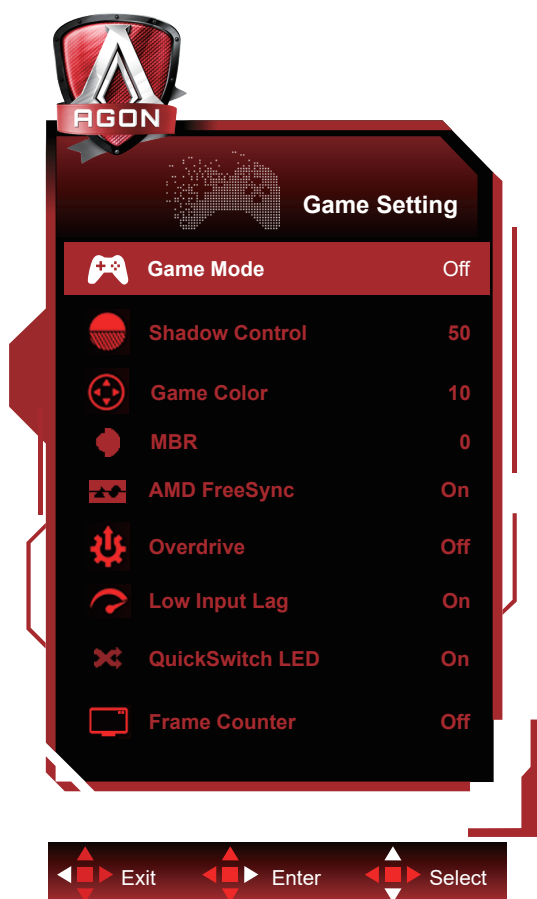 AGON
Game Setting
Game Mode Off
Shadow Control 50
Game Color 10
MBR 0
AMD FreeSync On
Overdrive Off
Low Input Lag On
QuickSwitch LED On
Frame Counter Off
Exit Enter Select